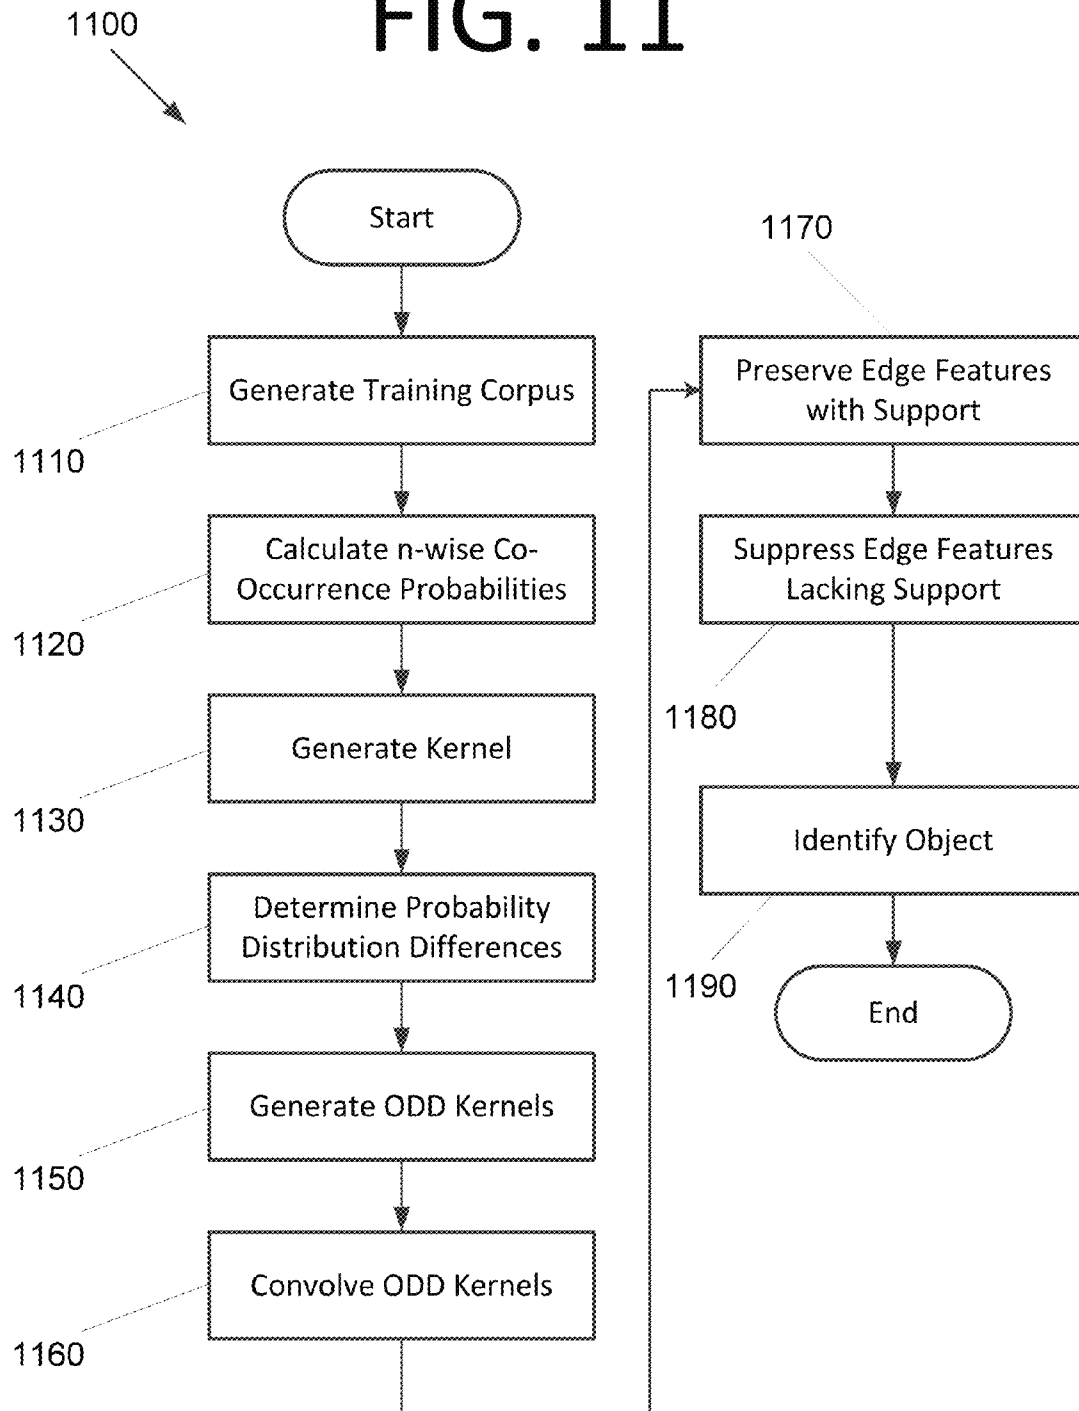 FIG. 11
1100
Start
Generate Training Corpus
1110
Calculate n-wise Co-
Occurrence Probabilities
1120
Generate Kernel
1130
Determine Probability
Distribution Differences
1140
Generate ODD Kernels
1150
Convolve ODD Kernels
1160
1170
Preserve Edge Features
with Support
Suppress Edge Features
Lacking Support
1180
Identify Object
1190
End